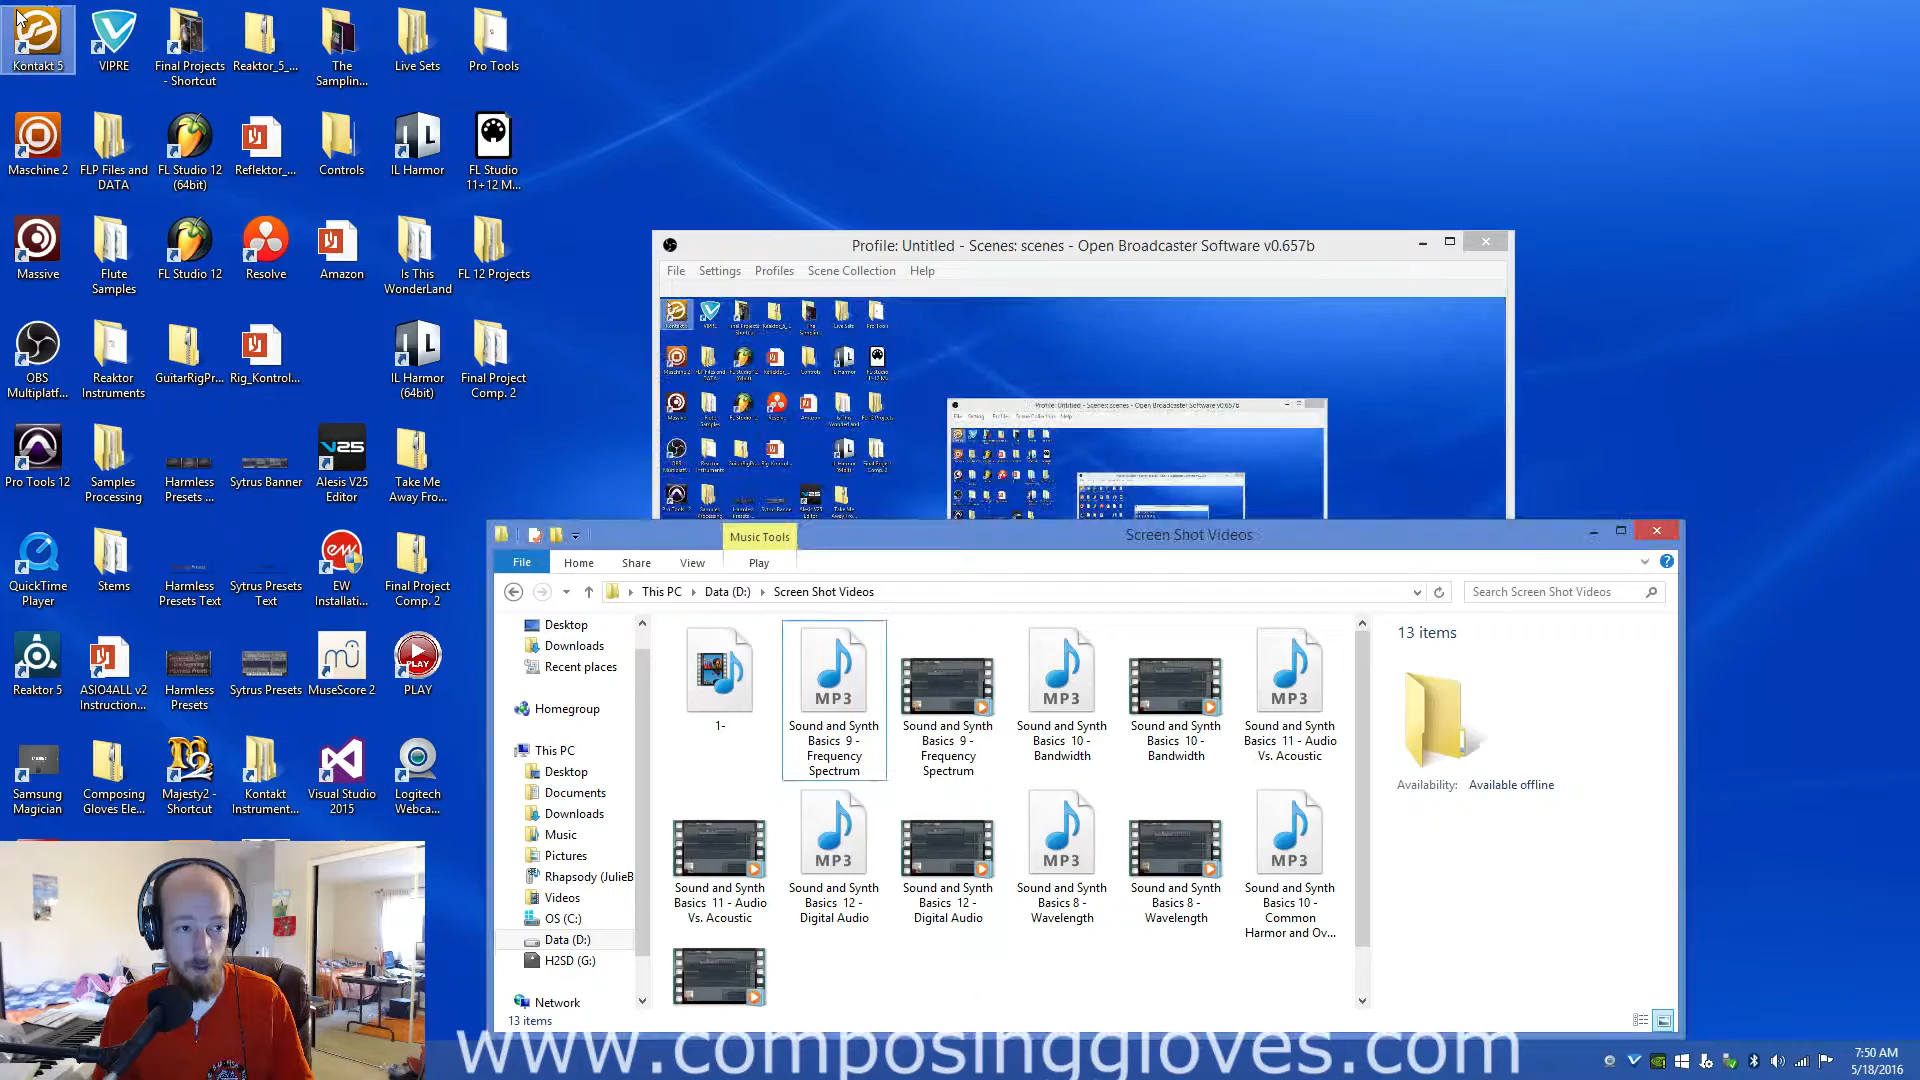 Kontakt 5
VIPRE
Final Projects
- Shortcut
Reaktor_5_...
The
Samplin...
Live Sets
Pro Tools
Maschine 2
FLP Files and
DATA
FL Studio 12
(64bit)
Reflektor_...
Controls
IL Harmor
FL Studio
11+12 M...
Massive
Flute
Samples
FL Studio 12
Resolve
Amazon
Is This
WonderLand
FL 12 Projects
OBS
Multiplatf...
Reaktor
Instruments
GuitarRigPr...
Rig_Kontrol...
IL Harmor
(64bit)
Final Project
Comp. 2
Pro Tools 12
Samples
Processing
Harmless
Presets ...
Sytrus Banner
V25
Alesis V25
Editor
Take Me
Away Fro...
QuickTime
Player
Stems
Harmless
Presets Text
Sytrus Presets
Text
EW
Installati...
Final Project
Comp. 2
Reaktor 5
ASIO4ALL v2
Instruction...
Harmless
Presets
Sytrus Presets
MuseScore 2
PLAY
PLAY
Samsung
Magician
Composing
Gloves Ele...
Majesty2 -
Shortcut
Kontakt
Instrument...
Visual Studio
2015
Logitech
Webca...
Profile: Untitled - Scenes: scenes - Open Broadcaster Software v0.657b
File Settings Profiles Scene Collection Help
Music Tools
Screen Shot Videos
File Home Share View Play
This PC Data (D:) Screen Shot Videos
Search Screen Shot Videos
Desktop
Downloads
Recent places
Homegroup
This PC
Desktop
Documents
Downloads
Music
Pictures
Rhapsody (JulieB
Videos
OS (C:)
Data (D:)
H2SD (G:)
Network
1-
MP3
Sound and Synth
Basics 9 -
Frequency
Spectrum
Sound and Synth
Basics 9 -
Frequency
Spectrum
MP3
Sound and Synth
Basics 10 -
Bandwidth
Sound and Synth
Basics 10 -
Bandwidth
MP3
Sound and Synth
Basics 11 - Audio
Vs. Acoustic
Sound and Synth
Basics 11 - Audio
Vs. Acoustic
MP3
Sound and Synth
Basics 12 -
Digital Audio
Sound and Synth
Basics 12 -
Digital Audio
MP3
Sound and Synth
Basics 8 -
Wavelength
Sound and Synth
Basics 8 -
Wavelength
MP3
Sound and Synth
Basics 10 -
Common
Harmor and Ov...
13 items
Availability: Available offline
13 items
www.composinggloves.com
7:50 AM
5/18/2016